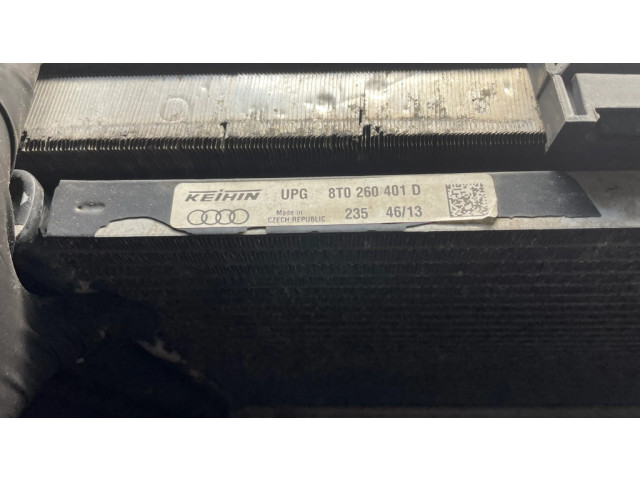 KEIHIN UPG 8T0 260 401 D
Made in 235 46/13
CZECH REPUBLIC